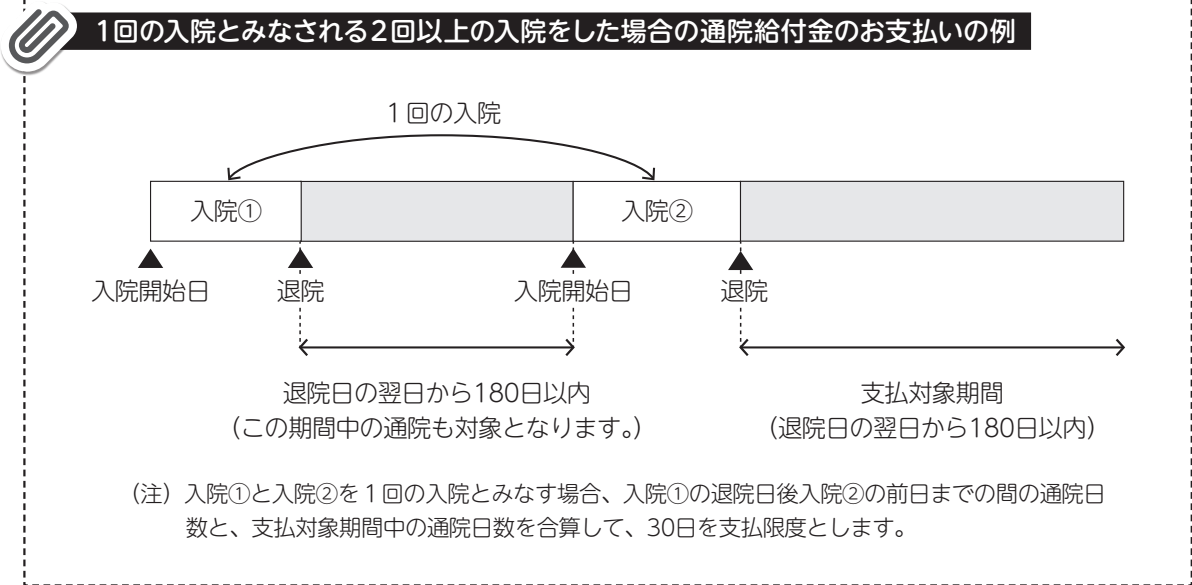 1回の入院とみなされる2回以上の入院をした場合の通院給付金のお支払いの例
1回の入院
入院① 入院②
入院開始日 退院 入院開始日 退院
退院日の翌日から180日以内 支払対象期間
（この期間中の通院も対象となります。） （退院日の翌日から180日以内）
（注）入院①と入院②を1回の入院とみなす場合、入院①の退院日後入院②の前日までの間の通院日
数と、支払対象期間中の通院日数を合算して、30日を支払限度とします。